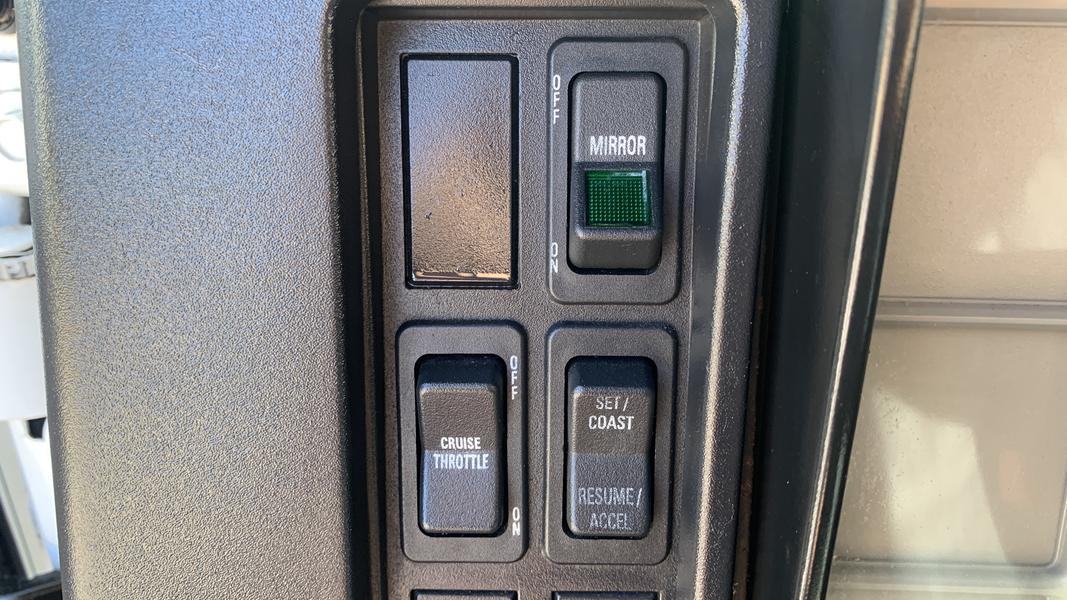 OFF
MIRROR
ON
OFF
CRUISE
THROTTLE
ON
SET/
COAST
RESUME/
ACCEL